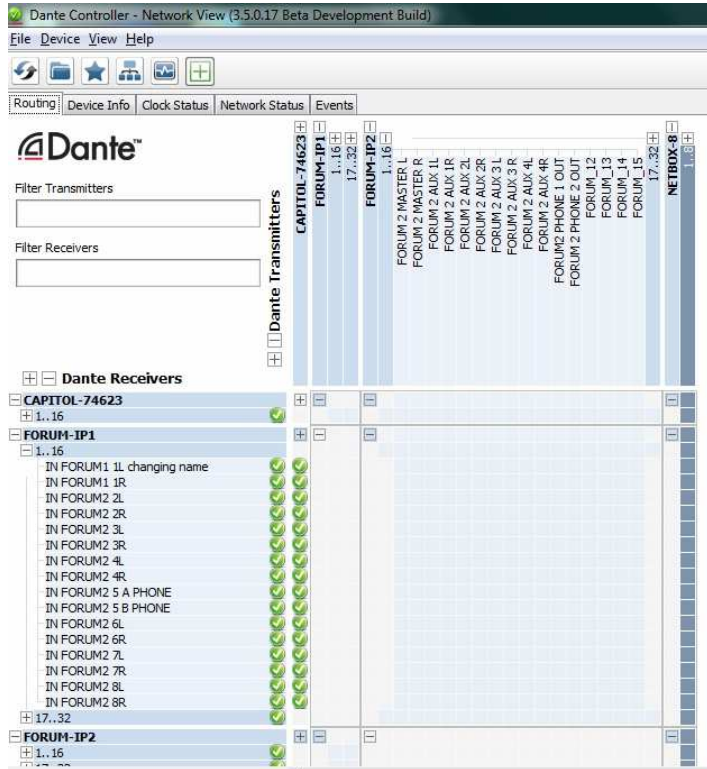 Dante Controller - Network View (3.5.0.17 Beta Development Build)
File Device View Help
Routing Device Info Clock Status Network Status Events
Dante™
Filter Transmitters
Filter Receivers
Dante Transmitters
CAPITOL-74623
FORUM-IP1
1..16
17..32
FORUM-IP2
1..16
FORUM 2 MASTER L
FORUM 2 MASTER R
FORUM 2 AUX 1L
FORUM 2 AUX 1R
FORUM 2 AUX 2L
FORUM 2 AUX 2R
FORUM 2 AUX 3 L
FORUM 2 AUX 3 R
FORUM 2 AUX 4L
FORUM 2 AUX 4R
FORUM2 PHONE 1 OUT
FORUM 2 PHONE 2 OUT
FORUM_12
FORUM_13
FORUM_14
FORUM_15
17..32
NETBOX-8
1..8
Dante Receivers
CAPITOL-74623
1..16
FORUM-IP1
1..16
IN FORUM1 1L changing name
IN FORUM1 1R
IN FORUM2 2L
IN FORUM2 2R
IN FORUM2 3L
IN FORUM2 3R
IN FORUM2 4L
IN FORUM2 4R
IN FORUM2 5 A PHONE
IN FORUM2 5 B PHONE
IN FORUM2 6L
IN FORUM2 6R
IN FORUM2 7L
IN FORUM2 7R
IN FORUM2 8L
IN FORUM2 8R
17..32
FORUM-IP2
1..16